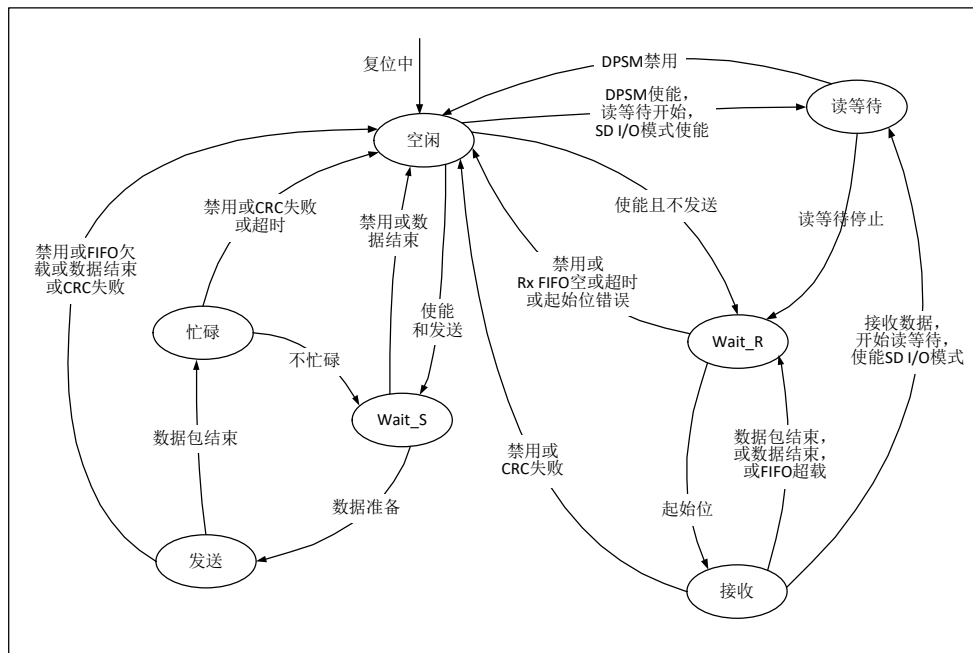 复位中
DPSM禁用
DPSM使能，
读等待开始，
SD I/O模式使能
读等待
空闲
禁用或CRC失败
或超时
禁用或数
据结束
使能且不发送
读等待停止
禁用或FIFO欠
载或数据结束
或CRC失败
禁用或
Rx FIFO空或超时
或起始位错误
使能
和发送
忙碌
不忙碌
Wait_R
接收数据，
开始读等待，
使能SD I/O模式
Wait_S
数据包结束
禁用或
CRC失败
数据包结束，
或数据结束，
或FIFO超载
数据准备
起始位
发送
接收